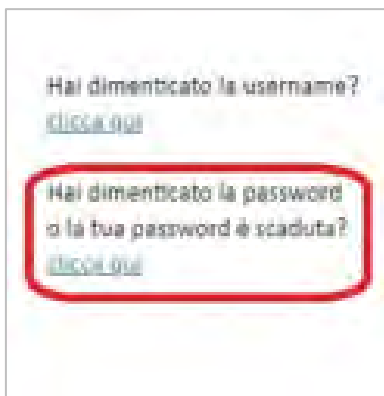 Hai dimenticato la username?
clicca qui
Hai dimenticato la password
o la tua password è scaduta?
clicca qui